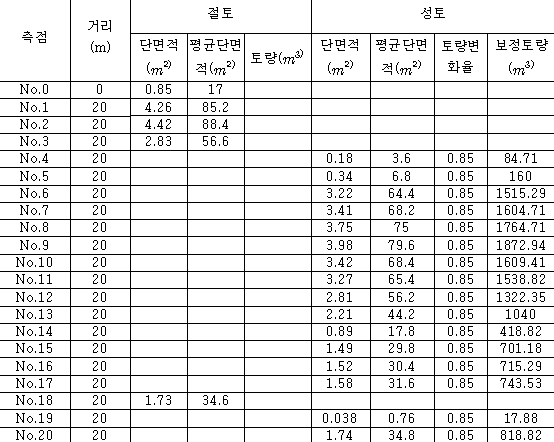 측점 거리 (m) 절토 성토
단면적 (m²) 평균단면적(m²) 토량(m³) 단면적 (m²) 평균단면적(m²) 토량변화율 보정토량 (m³)
No.0 0 0.85 17
No.1 20 4.26 85.2
No.2 20 4.42 88.4
No.3 20 2.83 56.6
No.4 20 0.18 3.6 0.85 84.71
No.5 20 0.34 6.8 0.85 160
No.6 20 3.22 64.4 0.85 1515.29
No.7 20 3.41 68.2 0.85 1604.71
No.8 20 3.75 75 0.85 1764.71
No.9 20 3.98 79.6 0.85 1872.94
No.10 20 3.42 68.4 0.85 1609.41
No.11 20 3.27 65.4 0.85 1538.82
No.12 20 2.81 56.2 0.85 1322.35
No.13 20 2.21 44.2 0.85 1040
No.14 20 0.89 17.8 0.85 418.82
No.15 20 1.49 29.8 0.85 701.18
No.16 20 1.52 30.4 0.85 715.29
No.17 20 1.58 31.6 0.85 743.53
No.18 20 1.73 34.6
No.19 20 0.038 0.76 0.85 17.88
No.20 20 1.74 34.8 0.85 818.82